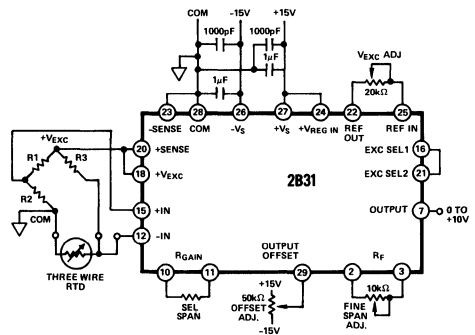 COM -15V +15V
1000pF 1000pF
1μF 1μF
VEXC ADJ
20kΩ
23 28 26 27 24 22 25
-SENSE COM -VS +VS +VREG IN REF OUT REF IN
+VEXC
R1 R3
R2
COM
THREE WIRE RTD
20 +SENSE
18 +VEXC
15 +IN
12 -IN
2B31
EXC SEL1 16
EXC SEL2 21
OUTPUT 7
0 TO +10V
RGAIN
10 11
SEL SPAN
OUTPUT OFFSET
29
+15V
50kΩ OFFSET ADJ.
-15V
RF
2 3
10kΩ
FINE SPAN ADJ.